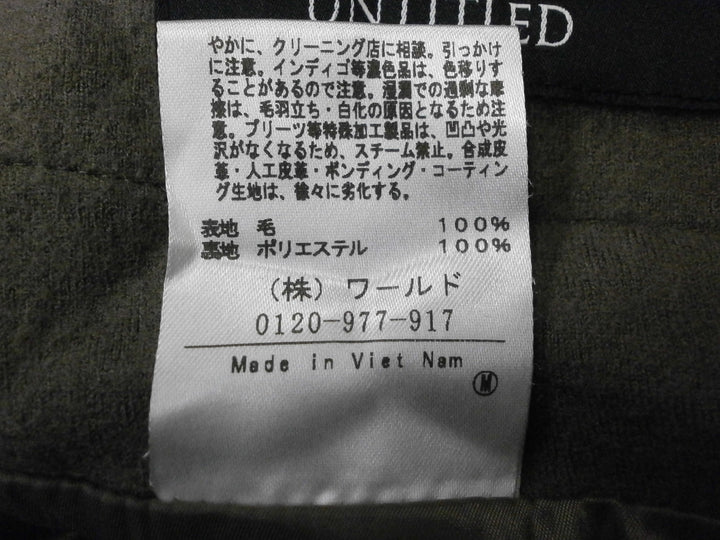 UNTITLED
やかに、クリーニング店に相談。引っかけ
に注意。インディゴ等濃色品は、色移りす
ることがあるので注意。湿潤での過剰な摩
擦は、毛羽立ち・白化の原因となるため注
意。プリーツ等特殊加工製品は、凹凸や光
沢がなくなるため、スチーム禁止。合成皮
革・人工皮革・ボンディング・コーティン
グ生地は、徐々に劣化する。
表地 毛 100%
裏地 ポリエステル 100%
(株) ワールド
0120-977-917
Made in Viet Nam
M